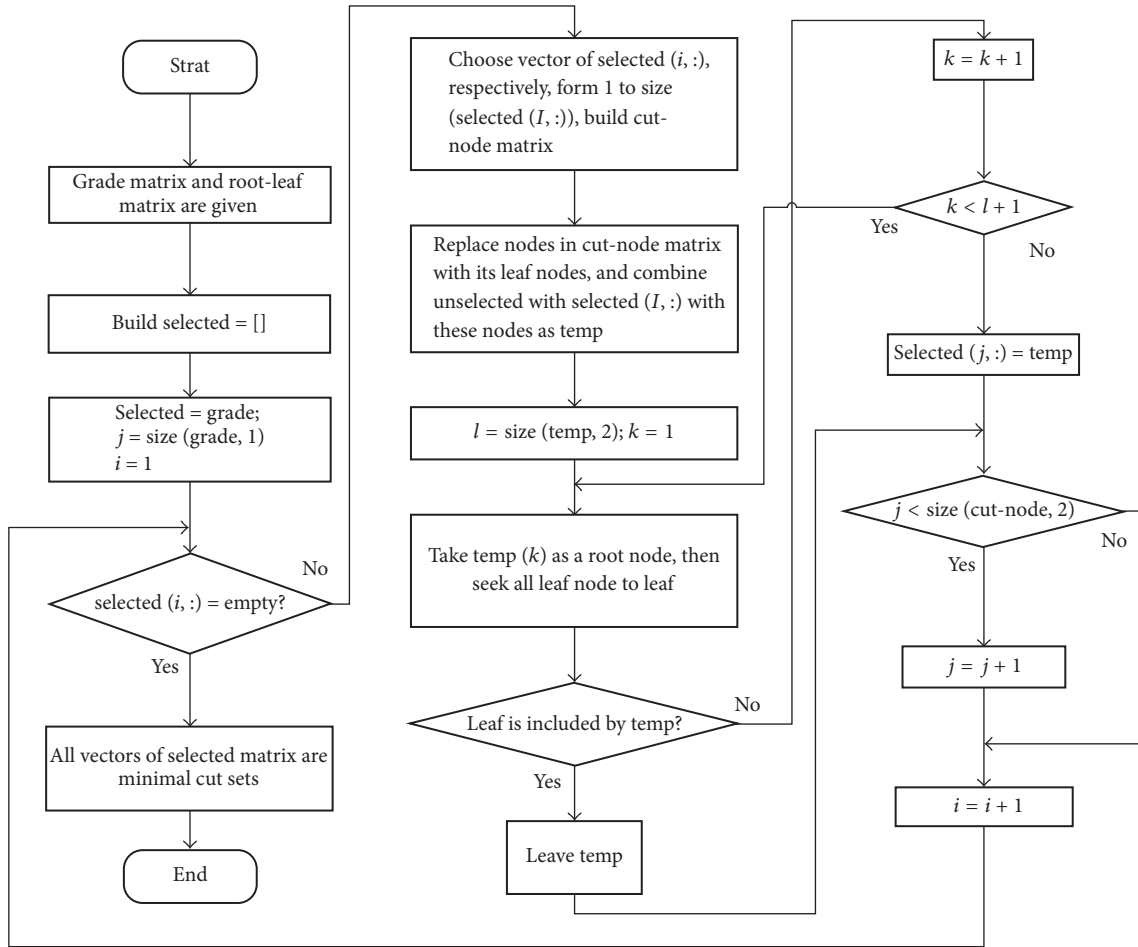 Strat
Grade matrix and root-leaf
matrix are given
Build selected = []
Selected = grade;
j = size (grade, 1)
i = 1
selected (i, :) = empty?
No
Yes
All vectors of selected matrix are
minimal cut sets
End
Choose vector of selected (i, :),
respectively, form 1 to size
(selected (I, :)), build cut-
node matrix
Replace nodes in cut-node matrix
with its leaf nodes, and combine
unselected with selected (I, :) with
these nodes as temp
l = size (temp, 2); k = 1
Take temp (k) as a root node, then
seek all leaf node to leaf
Leaf is included by temp?
No
Yes
Leave temp
k = k + 1
k < l + 1
Yes
No
Selected (j, :) = temp
j < size (cut-node, 2)
No
Yes
j = j + 1
i = i + 1